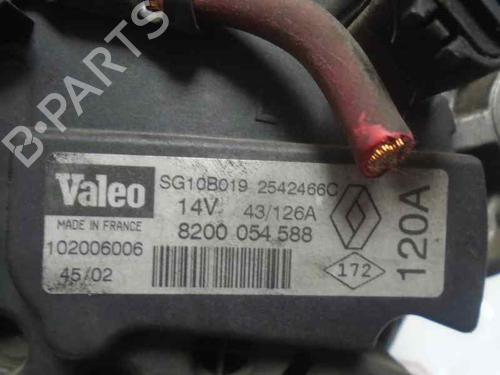 B-PARTS
Valeo
SG10B019 2542466C
14V 43/126A
MADE IN FRANCE
8200 054 588
102006006
45/02
172
120A